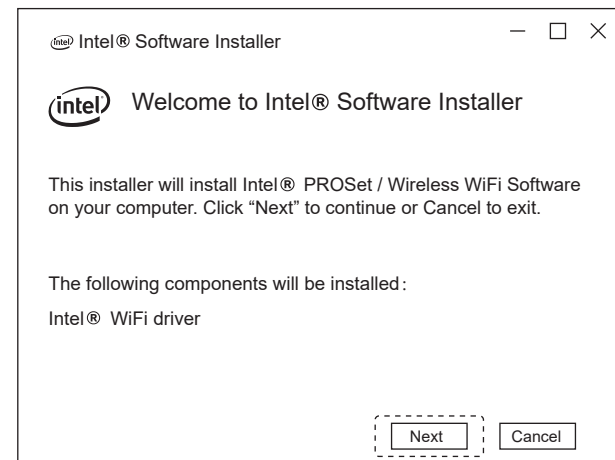 intel Intel® Software Installer
intel Welcome to Intel® Software Installer
This installer will install Intel® PROSet / Wireless WiFi Software
on your computer. Click “Next” to continue or Cancel to exit.
The following components will be installed:
Intel® WiFi driver
Next Cancel